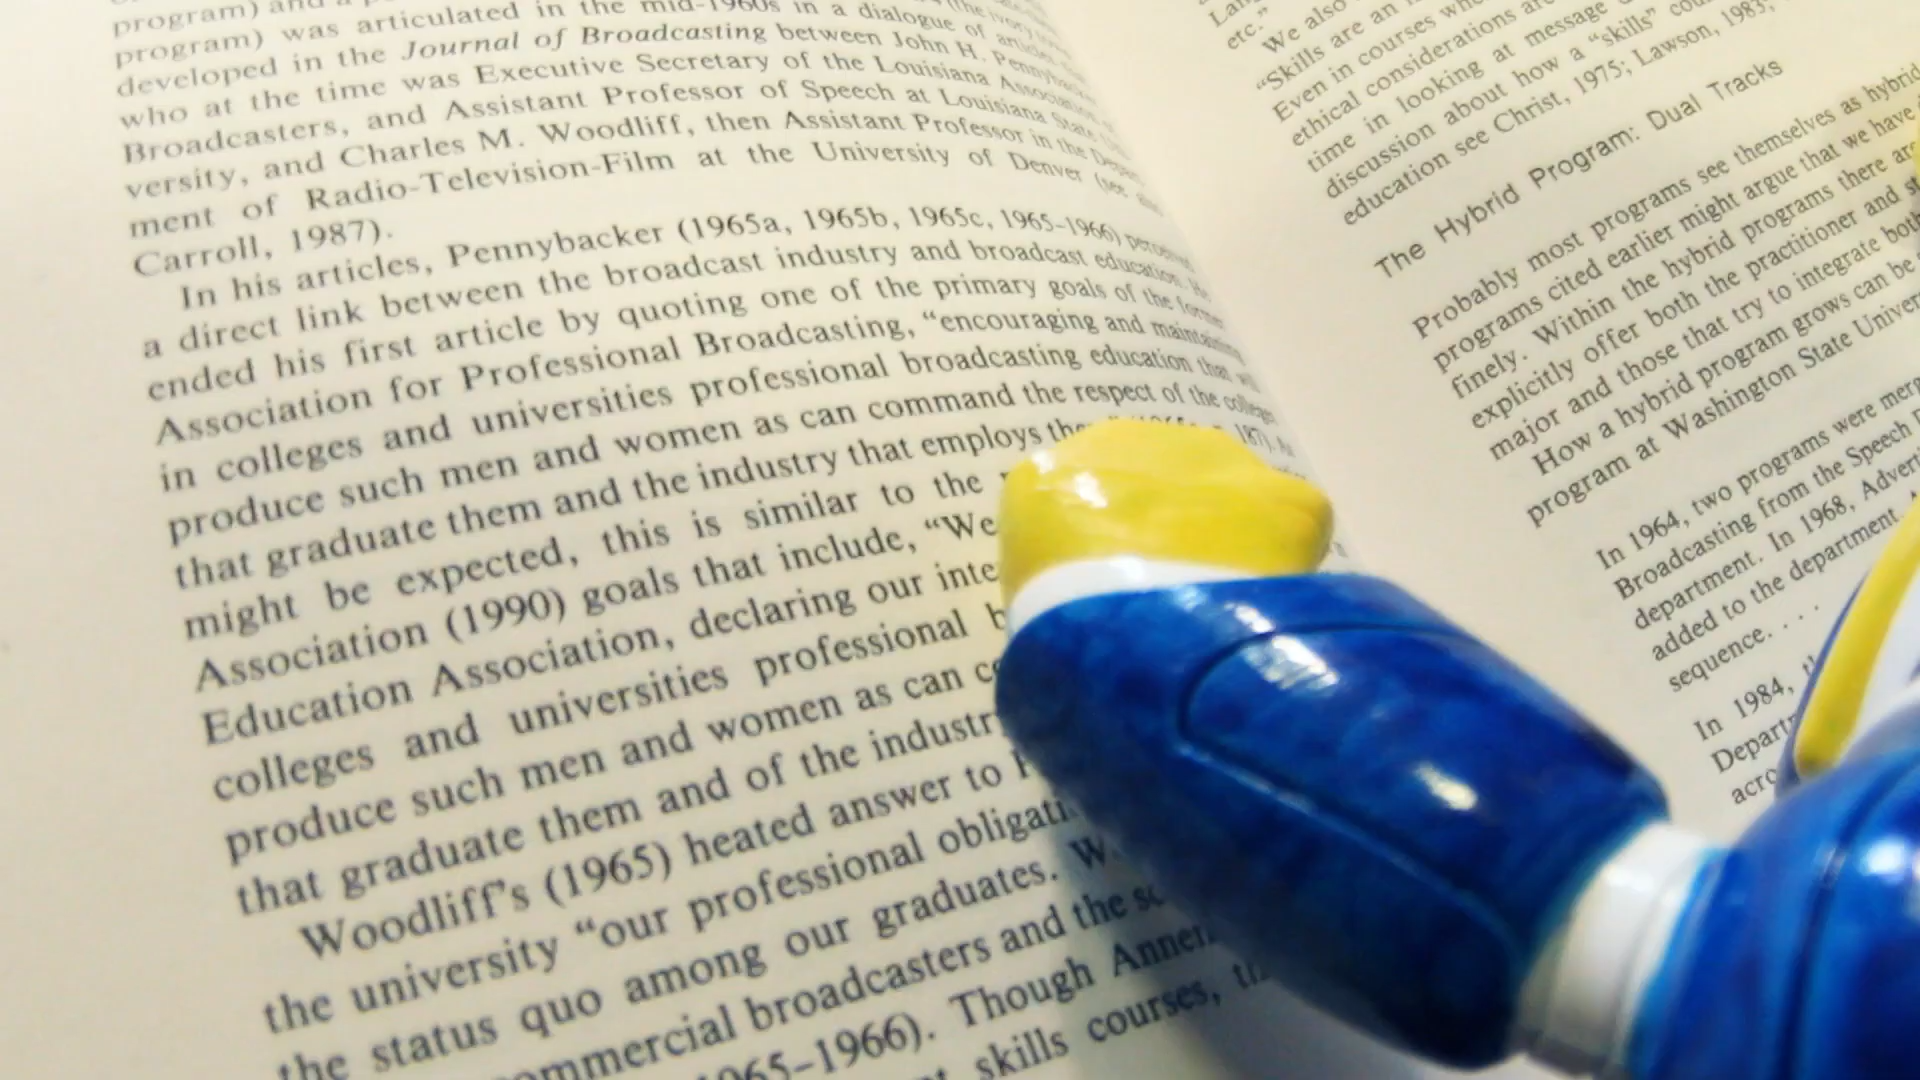 program) and a
program) was articulated in the mid-1960s in a dialogue of articles
developed in the Journal of Broadcasting between John H. Pennybacker
who at the time was Executive Secretary of the Louisiana Association of
Broadcasters, and Assistant Professor of Speech at Louisiana State
versity, and Charles M. Woodliff, then Assistant Professor in the
ment of Radio-Television-Film at the University of Denver (see
Carroll, 1987).
In his articles, Pennybacker (1965a, 1965b, 1965c, 1965–1966)
a direct link between the broadcast industry and broadcast education. He
ended his first article by quoting one of the primary goals of the former
Association for Professional Broadcasting, “encouraging and maintaining
in colleges and universities professional broadcasting education that
produce such men and women as can command the respect of the colleges
that graduate them and the industry that employs 187). As
might be expected, this is similar to the
Association (1990) goals that include, “We
Education Association, declaring our
colleges and universities professional
produce such men and women as can
that graduate them and of the
Woodliff’s (1965) heated answer to
the university “our professional
the status quo among our graduates.
broadcasters and the
Though
skills courses,
etc.”
We also
“Skills are an
Even in courses
ethical considerations
time in looking at message
discussion about how a “skills”
education see Christ, 1975; Lawson, 1983;
The Hybrid Program: Dual Tracks
Probably most programs see themselves as hybrid
programs cited earlier might argue that we have
finely. Within the hybrid programs there
explicitly offer both the practitioner and
major and those that try to integrate both
How a hybrid program grows can be
program at Washington State
In 1964, two programs were
Broadcasting from the Speech
department. In 1968,
added to the department
sequence. . . .
In 1984,